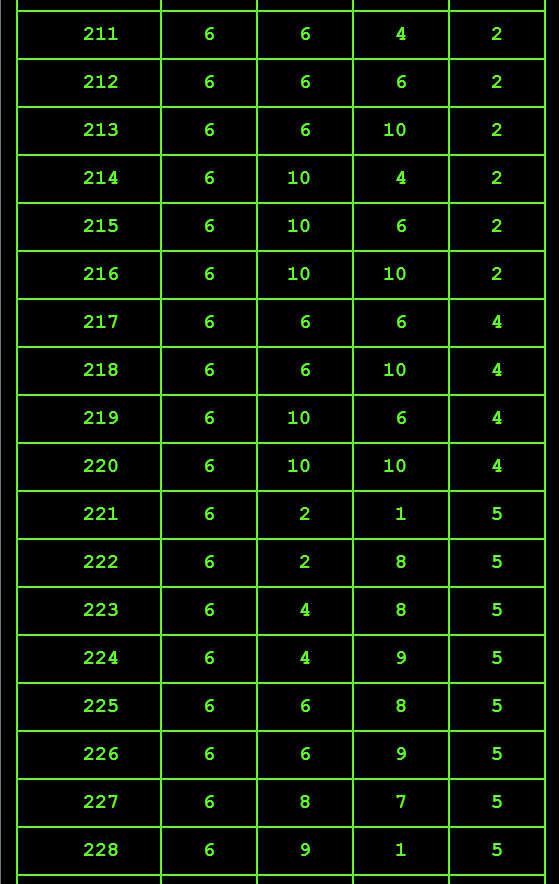 211 6 6 4 2
212 6 6 6 2
213 6 6 10 2
214 6 10 4 2
215 6 10 6 2
216 6 10 10 2
217 6 6 6 4
218 6 6 10 4
219 6 10 6 4
220 6 10 10 4
221 6 2 1 5
222 6 2 8 5
223 6 4 8 5
224 6 4 9 5
225 6 6 8 5
226 6 6 9 5
227 6 8 7 5
228 6 9 1 5